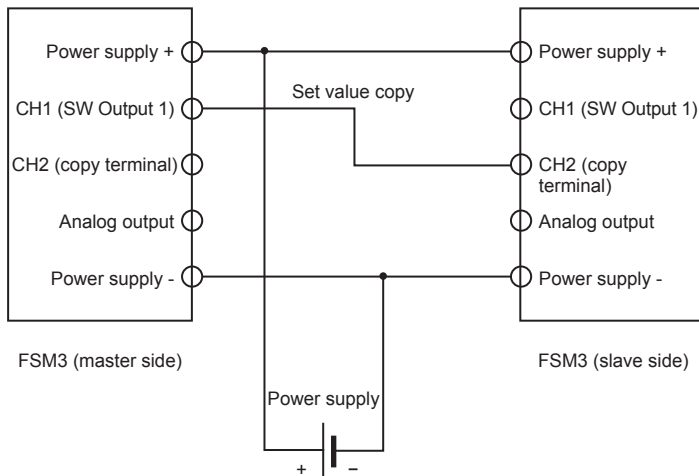 Power supply +
CH1 (SW Output 1)
CH2 (copy terminal)
Analog output
Power supply -
FSM3 (master side)
Set value copy
Power supply
+ −
Power supply +
CH1 (SW Output 1)
CH2 (copy
terminal)
Analog output
Power supply -
FSM3 (slave side)